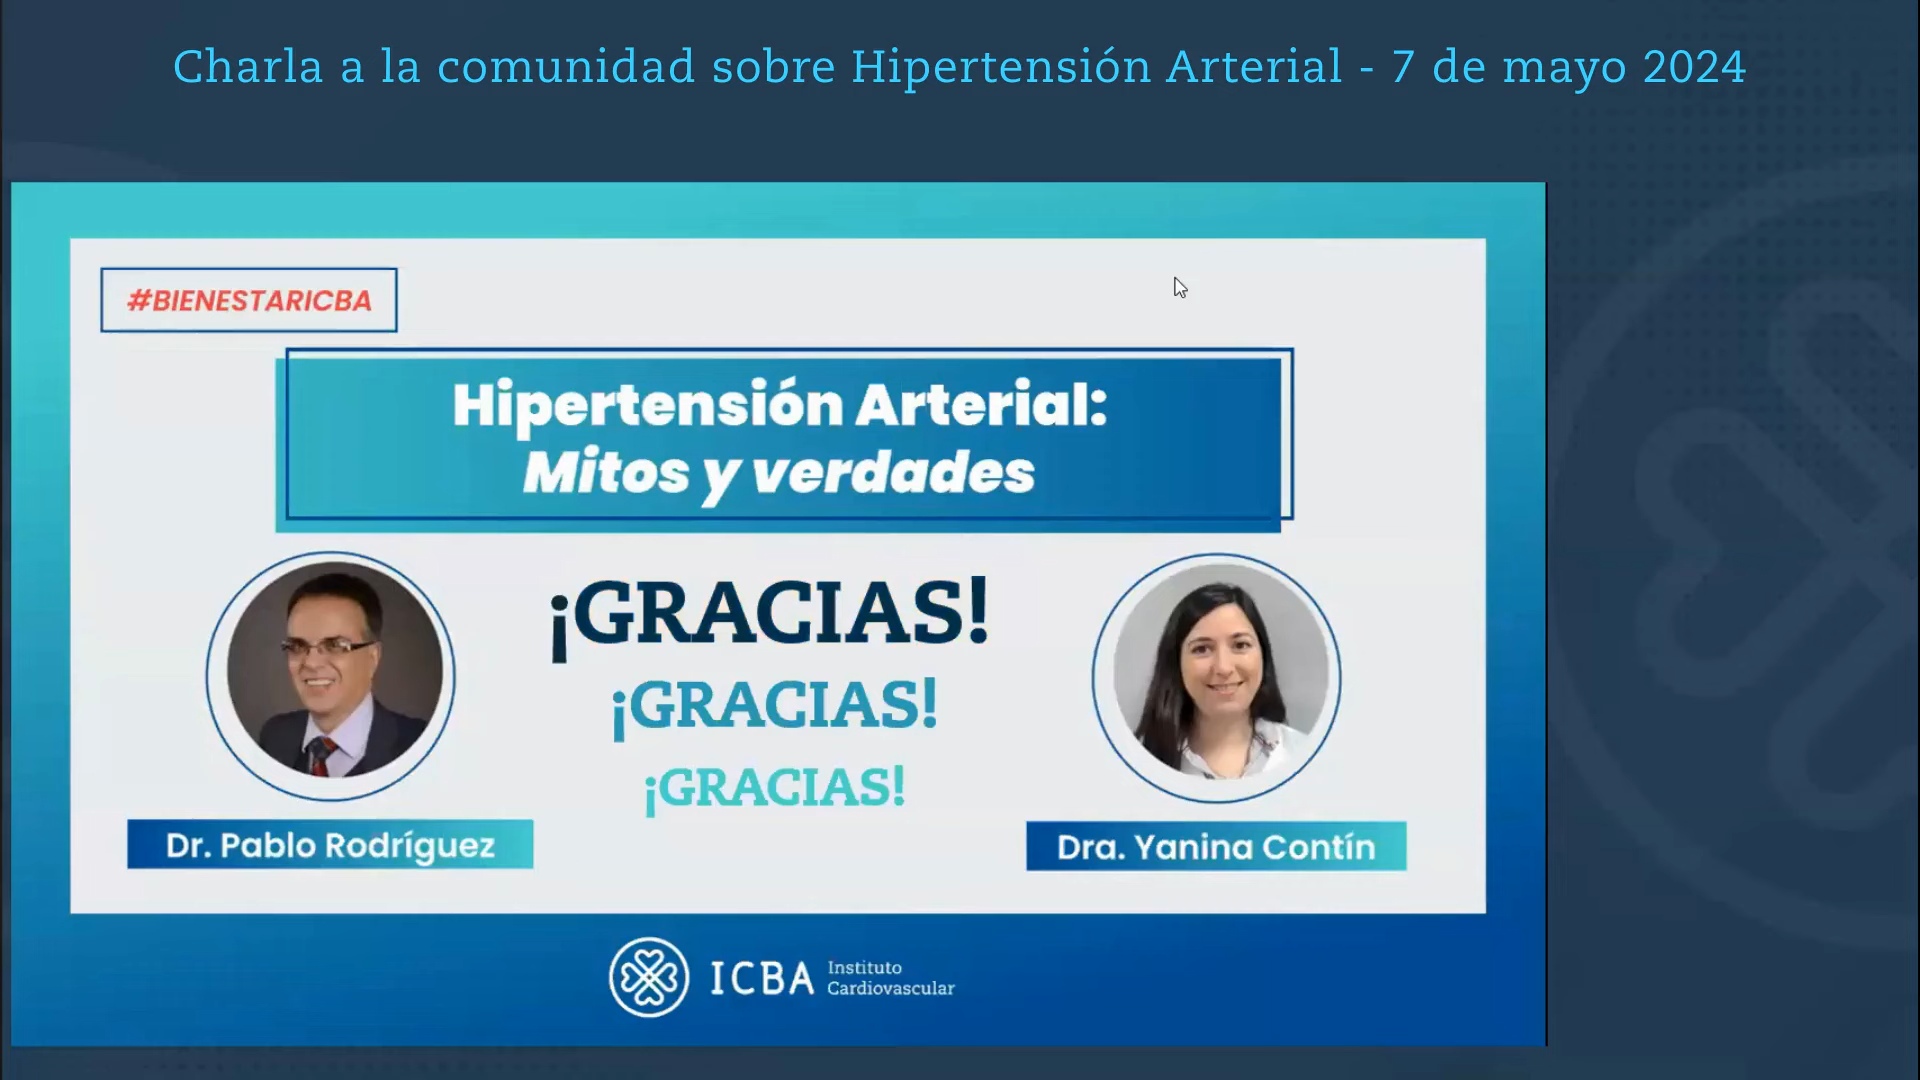 Charla a la comunidad sobre Hipertensión Arterial - 7 de mayo 2024
#BIENESTARICBA
Hipertensión Arterial:
Mitos y verdades
¡GRACIAS!
¡GRACIAS!
¡GRACIAS!
Dr. Pablo Rodríguez
Dra. Yanina Contín
ICBA
Instituto
Cardiovascular